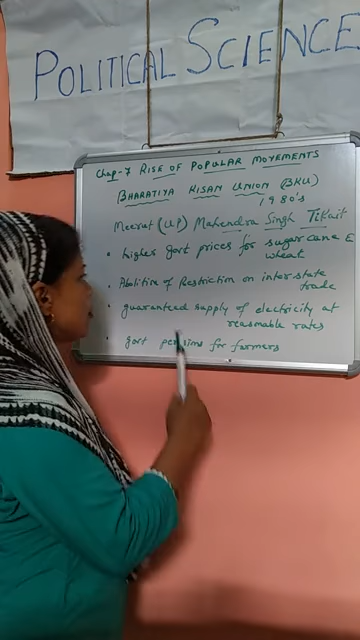 POLITICAL SCIENCE
Chap-7 RISE OF POPULAR MOVEMENTS
BHARATIYA KISAN UNION (BKU)
1980's
Meerut (UP) Mahendra Singh Tikait
• higher govt prices for sugarcane &
wheat
• Abolition of Restriction on interstate
trade
guaranteed supply of electricity at
reasonable rates
• govt pensions for farmers